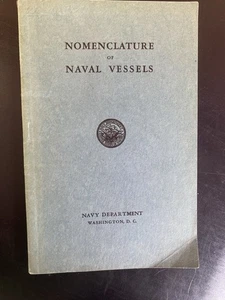 NOMENCLATURE
OF
NAVAL VESSELS
NAVY DEPARTMENT
WASHINGTON, D. C.